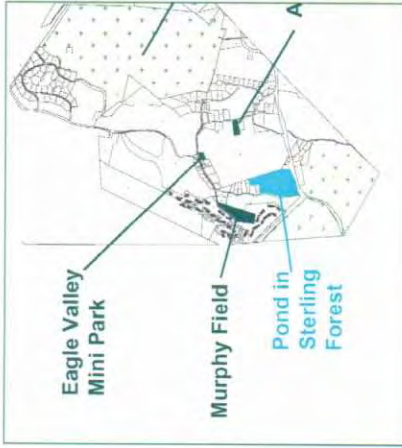 Eagle Valley
Mini Park
A
Murphy Field
Pond in
Sterling
Forest